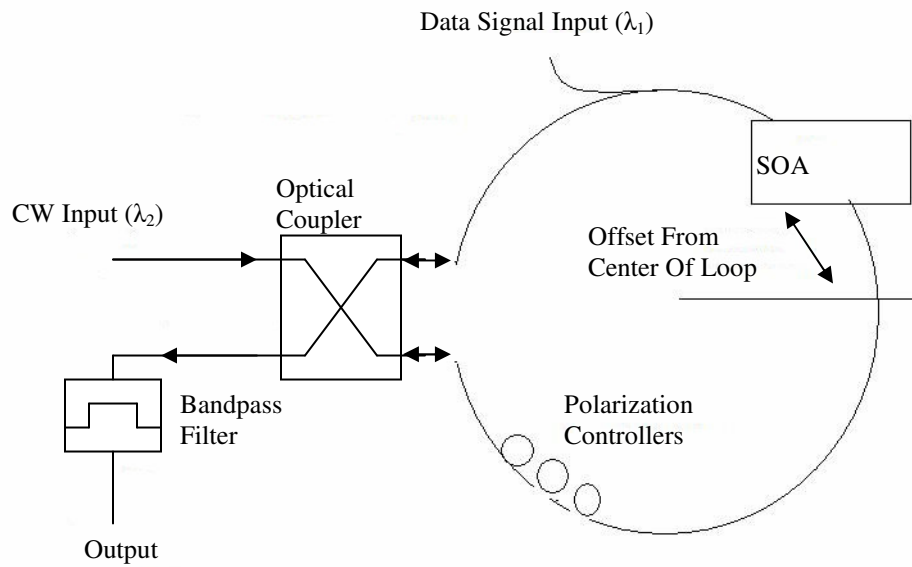 Data Signal Input (λ₁)
SOA
Optical
Coupler
CW Input (λ₂)
Offset From
Center Of Loop
Bandpass
Filter
Polarization
Controllers
Output